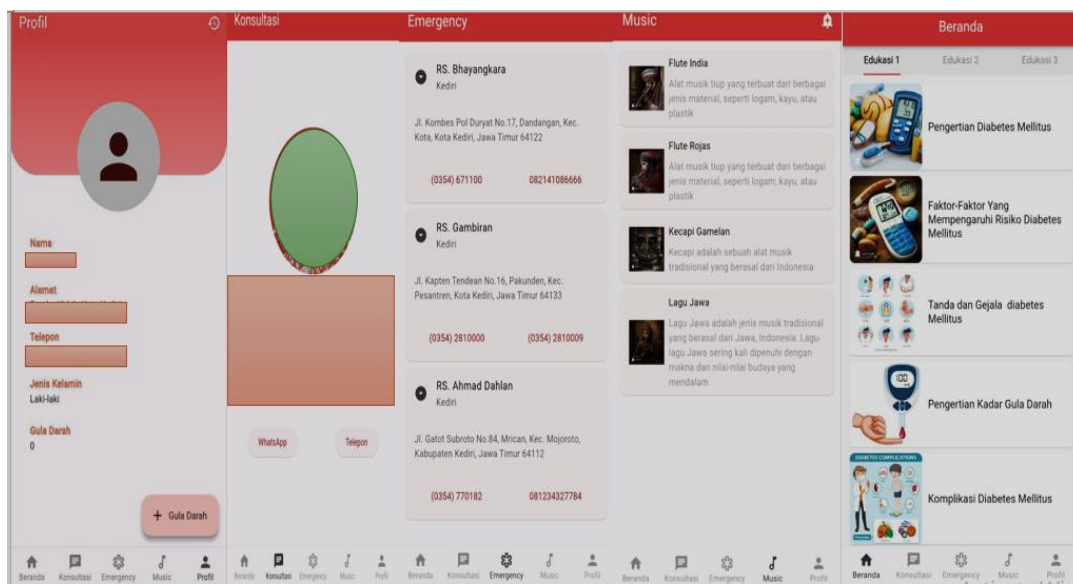 Profil
Nama
Alamat
Telepon
Jenis Kelamin
Laki-laki
Gula Darah
0
+ Gula Darah
Beranda Konsultasi Emergency Music Profil
Konsultasi
WhatsApp Telepon
Beranda Konsultasi Emergency Music Profil
Emergency
RS. Bhayangkara
Kediri
Jl. Kombes Pol Duryat No.17, Dandangan, Kec.
Kota, Kota Kediri, Jawa Timur 64122
(0354) 671100 082141086666
RS. Gambiran
Kediri
Jl. Kapten Tendean No.16, Pakunden, Kec.
Pesantren, Kota Kediri, Jawa Timur 64133
(0354) 2810000 (0354) 2810009
RS. Ahmad Dahlan
Kediri
Jl. Gatot Subroto No.84, Mrican, Kec. Mojoroto,
Kabupaten Kediri, Jawa Timur 64112
(0354) 770182 081234327784
Beranda Konsultasi Emergency Music Profil
Music
Flute India
Alat musik tiup yang terbuat dari berbagai
jenis material, seperti logam, kayu, atau
plastik
Flute Rojas
Alat musik tiup yang terbuat dari berbagai
jenis material, seperti logam, kayu, atau
plastik
Kecapi Gamelan
Kecapi adalah sebuah alat musik
tradisional yang berasal dari Indonesia
Lagu Jawa
Lagu Jawa adalah jenis musik tradisional
yang berasal dari Jawa, Indonesia. Lagu-
lagu Jawa sering kali dipenuhi dengan
makna dan nilai-nilai budaya yang
mendalam
Beranda Konsultasi Emergency Music Profil
Beranda
Edukasi 1 Edukasi 2 Edukasi 3
Pengertian Diabetes Mellitus
Faktor-Faktor Yang
Mempengaruhi Risiko Diabetes
Mellitus
Tanda dan Gejala diabetes
Mellitus
100
Pengertian Kadar Gula Darah
DIABETES COMPLICATIONS
Komplikasi Diabetes Mellitus
Beranda Konsultasi Emergency Music Profil